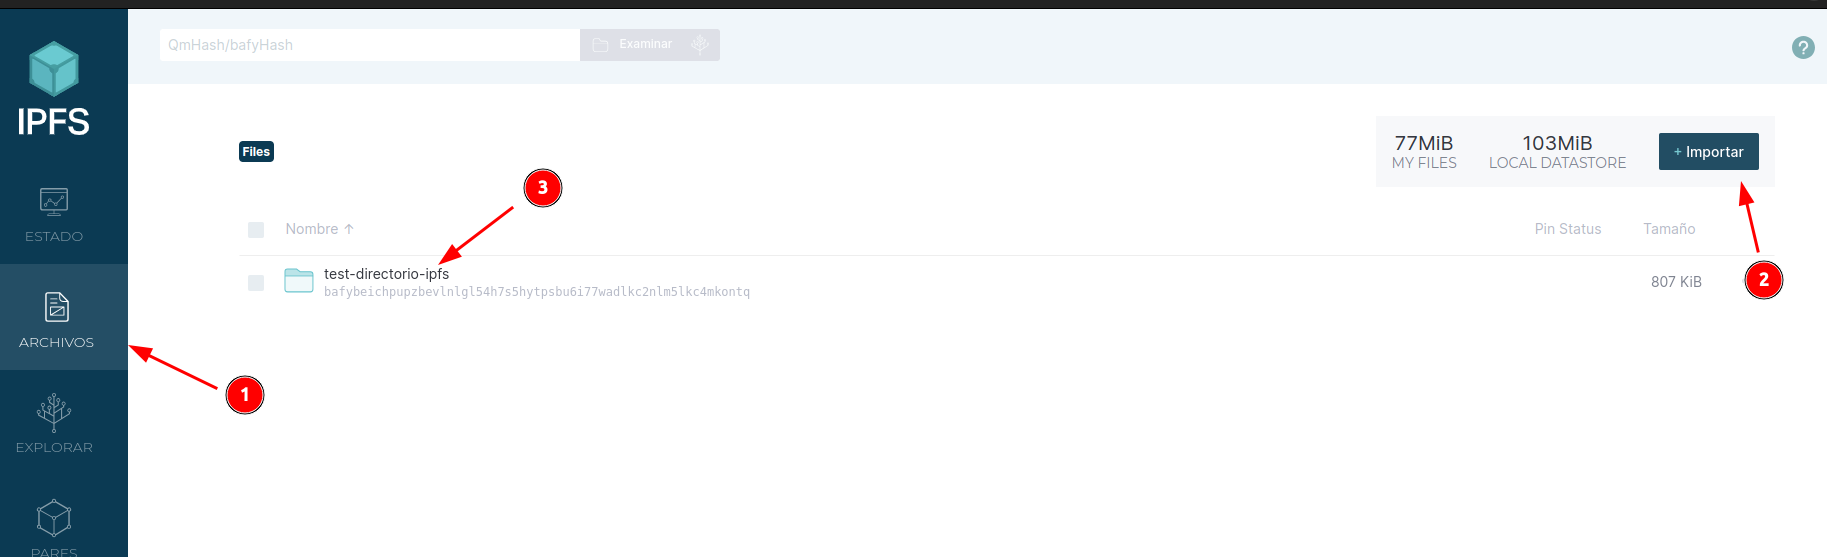 QmHash/bafyHash
Examinar
?
IPFS
Files
77MiB
MY FILES
103MiB
LOCAL DATASTORE
+ Importar
3
ESTADO
Nombre ↑
Pin Status
Tamaño
test-directorio-ipfs
bafybeichpupzbevlnlgl54h7s5hytpsbu6i77wadlkc2nlm5lkc4mkontq
807 KiB
2
ARCHIVOS
1
EXPLORAR
PARES